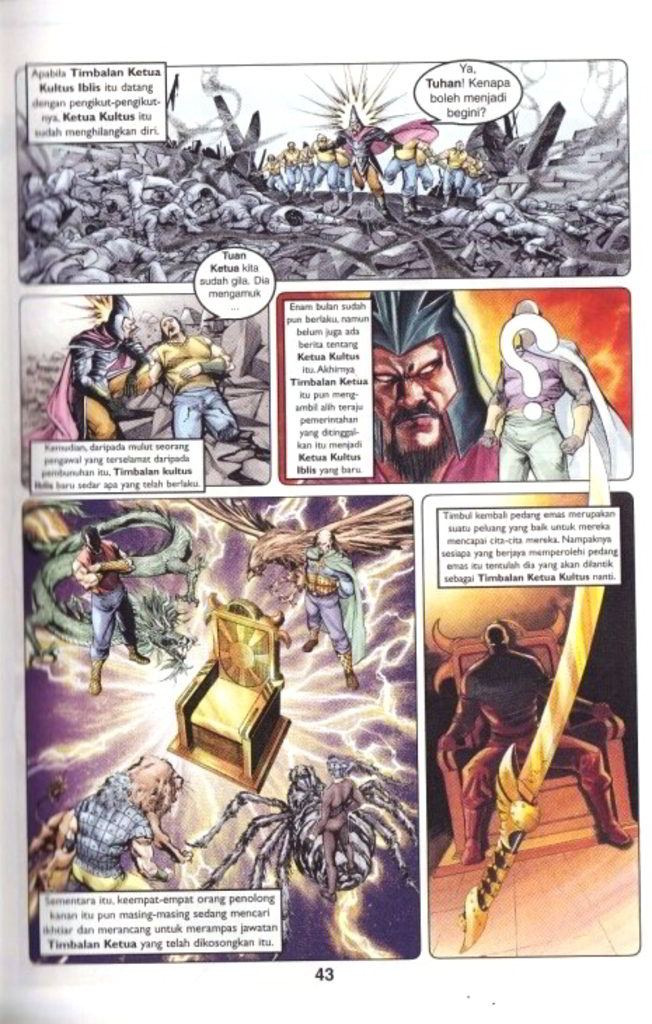 Apabila Timbalan Ketua
Kultus Iblis itu datang
dengan pengikut-pengikut-
nya, Ketua Kultus itu
sudah menghilangkan diri.
Ya,
Tuhan! Kenapa
boleh menjadi
begini?
Tuan
Ketua kita
sudah gila. Dia
mengamuk
...
Kemudian, daripada mulut seorang
pengawal yang terselamat daripada
pembunuhan itu, Timbalan kultus
Iblis baru sedar apa yang telah berlaku.
Enam bulan sudah
pun berlaku, namun
belum juga ada
berita tentang
Ketua Kultus
itu. Akhirnya
Timbalan Ketua
itu pun meng-
ambil alih teraju
pemerintahan
yang ditinggal-
kan itu menjadi
Ketua Kultus
Iblis yang baru.
?
Sementara itu, keempat-empat orang penolong
kanan itu pun masing-masing sedang mencari
ikhtiar dan merancang untuk merampas jawatan
Timbalan Ketua yang telah dikosongkan itu.
Timbul kembali pedang emas merupakan
suatu peluang yang baik untuk mereka
mencapai cita-cita mereka. Nampaknya
sesiapa yang berjaya memperolehi pedang
emas itu tentulah dia yang akan dilantik
sebagai Timbalan Ketua Kultus nanti.
43